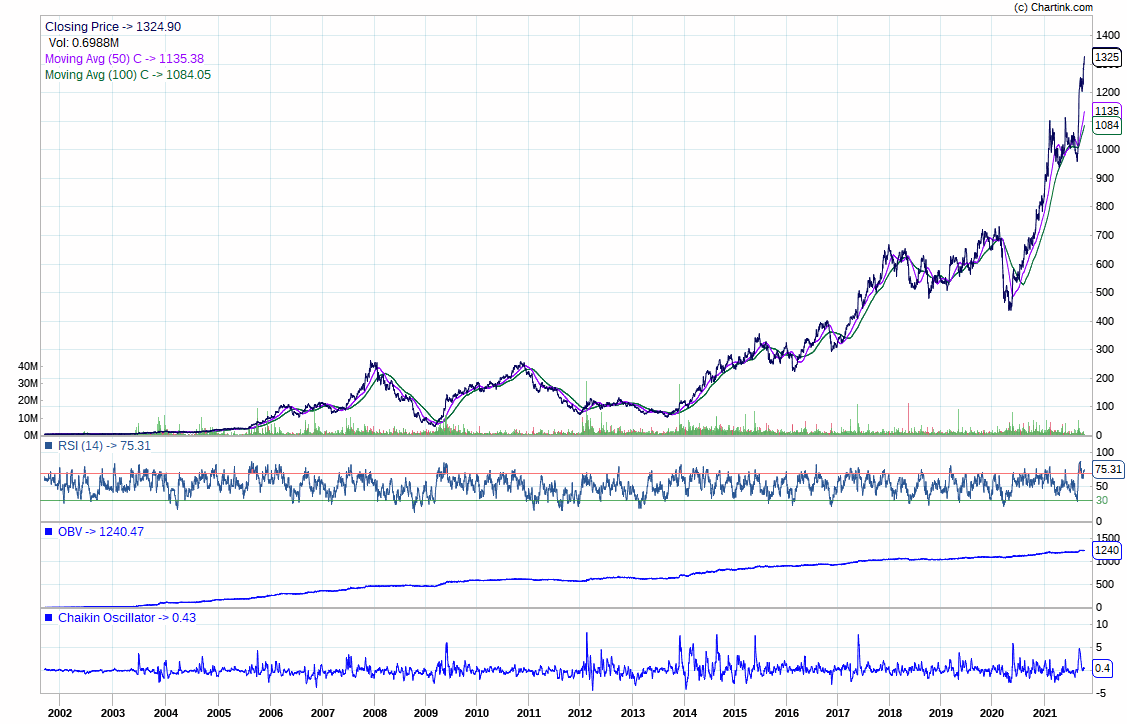 (c) Chartink.com
Closing Price -> 1324.90
Vol: 0.6988M
Moving Avg (50) C -> 1135.38
Moving Avg (100) C -> 1084.05
1400
1325
1200
1135
1084
1000
900
800
700
600
500
400
300
200
100
0
40M
30M
20M
10M
0M
RSI (14) -> 75.31
100
75.31
50
30
0
OBV -> 1240.47
1500
1240
1000
500
0
Chaikin Oscillator -> 0.43
10
5
0.4
-5
2002 2003 2004 2005 2006 2007 2008 2009 2010 2011 2012 2013 2014 2015 2016 2017 2018 2019 2020 2021